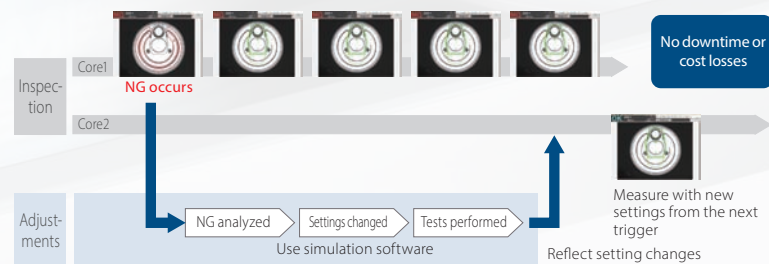 No downtime or
cost losses
Inspec-
tion
Core1
NG occurs
Core2
Measure with new
settings from the next
trigger
Adjust-
ments
NG analyzed
Settings changed
Tests performed
Use simulation software
Reflect setting changes